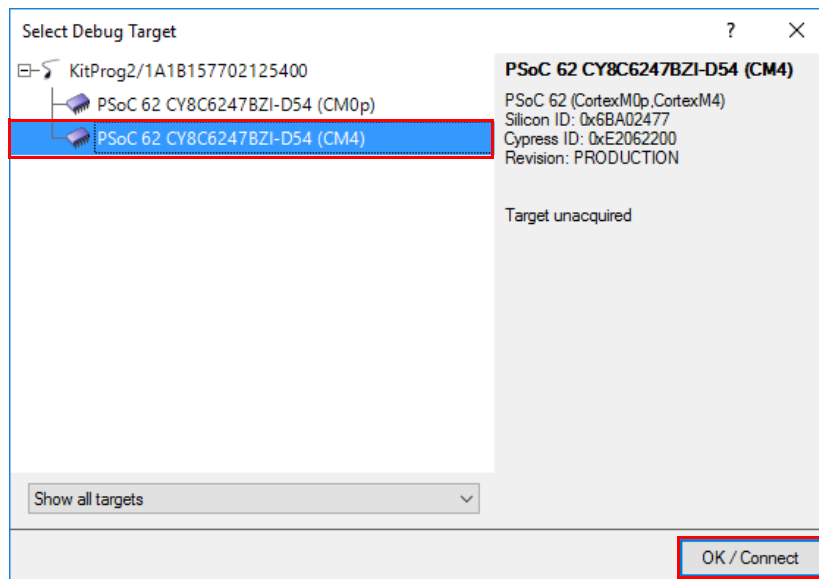 Select Debug Target
?
KitProg2/1A1B157702125400
PSoC 62 CY8C6247BZI-D54 (CM0p)
PSoC 62 CY8C6247BZI-D54 (CM4)
PSoC 62 CY8C6247BZI-D54 (CM4)
PSoC 62 (CortexM0p,CortexM4)
Silicon ID: 0x6BA02477
Cypress ID: 0xE2062200
Revision: PRODUCTION
Target unacquired
Show all targets
OK / Connect